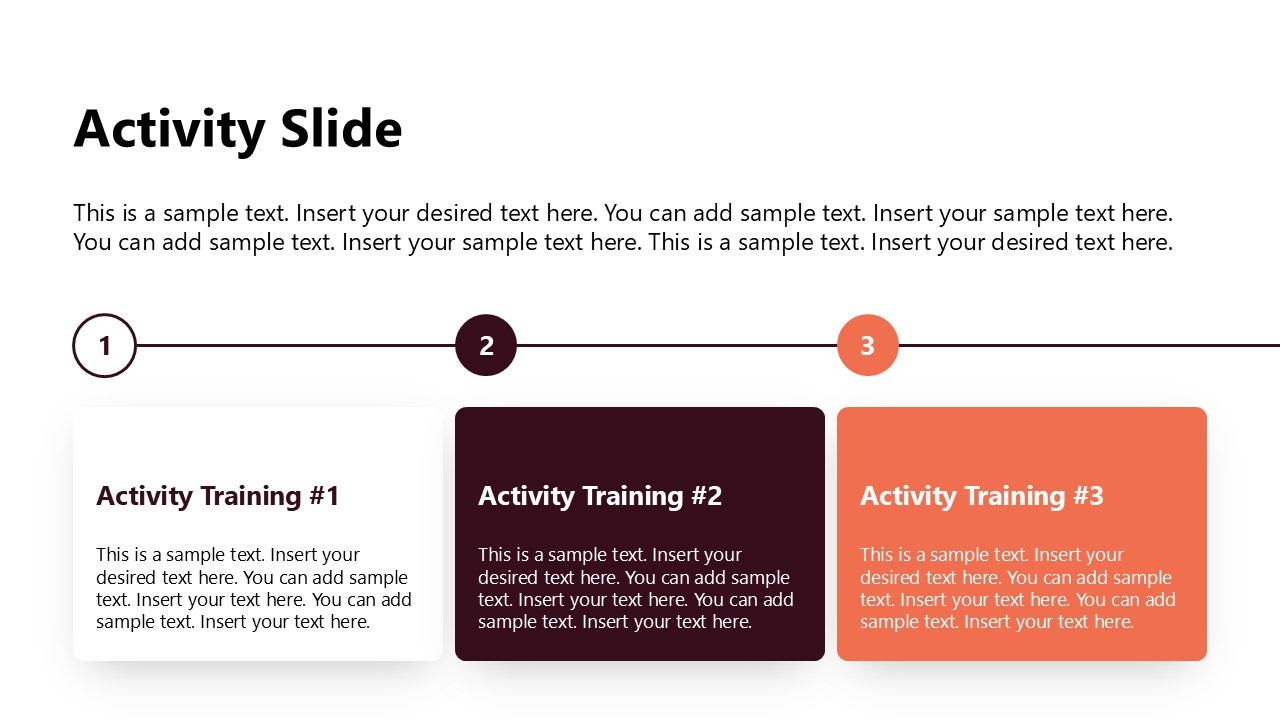 Activity Slide
This is a sample text. Insert your desired text here. You can add sample text. Insert your sample text here.
You can add sample text. Insert your sample text here. This is a sample text. Insert your desired text here.
1
2
3
Activity Training #1
This is a sample text. Insert your
desired text here. You can add sample
text. Insert your text here. You can add
sample text. Insert your text here.
Activity Training #2
This is a sample text. Insert your
desired text here. You can add sample
text. Insert your text here. You can add
sample text. Insert your text here.
Activity Training #3
This is a sample text. Insert your
desired text here. You can add sample
text. Insert your text here. You can add
sample text. Insert your text here.